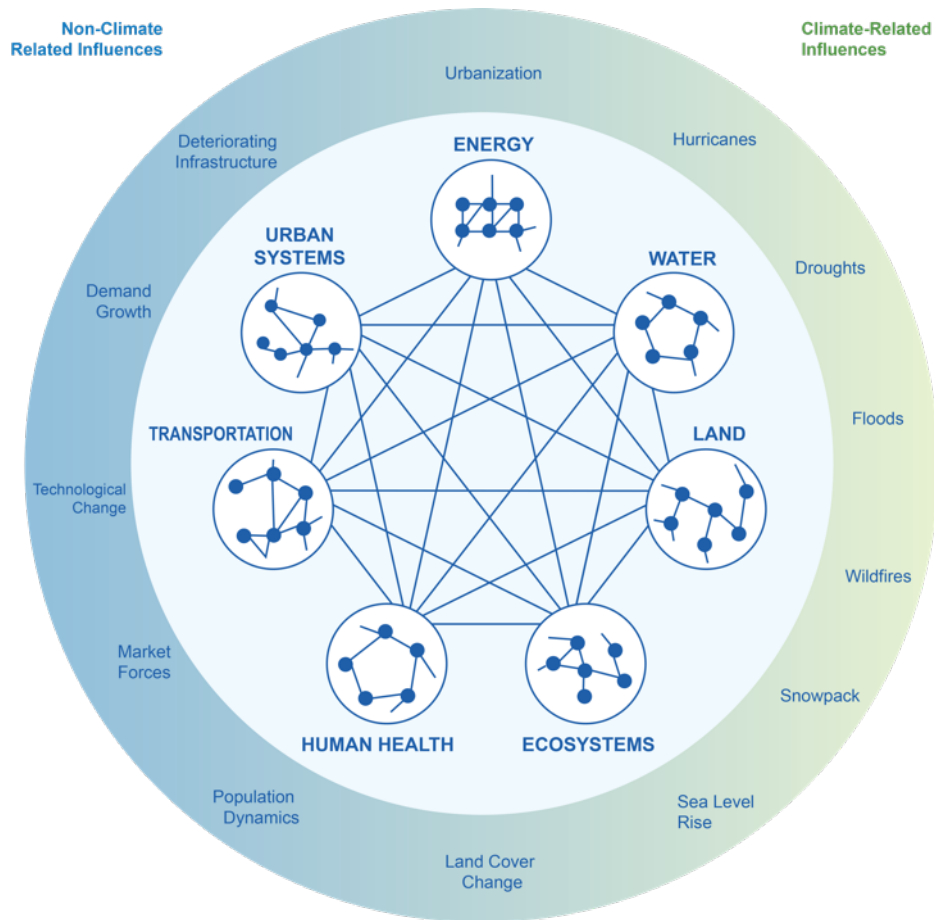 Non-Climate
Related Influences
Climate-Related
Influences
Urbanization
Hurricanes
Deteriorating
Infrastructure
ENERGY
URBAN
SYSTEMS
WATER
Droughts
Demand
Growth
Floods
TRANSPORTATION
LAND
Technological
Change
Wildfires
Market
Forces
Snowpack
HUMAN HEALTH
ECOSYSTEMS
Population
Dynamics
Sea Level
Rise
Land Cover
Change